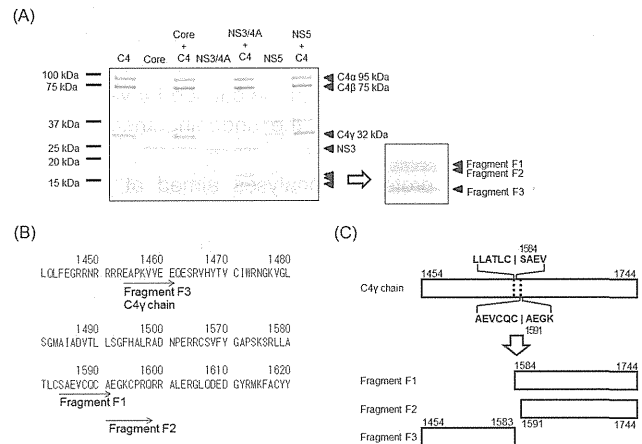 (A)
Core NS3/4A NS5
+ + +
C4 Core C4 NS3/4A C4 NS5 C4
100 kDa
75 kDa
37 kDa
25 kDa
20 kDa
15 kDa
C4α 95 kDa
C4β 75 kDa
C4γ 32 kDa
NS3
Fragment F1
Fragment F2
Fragment F3
(B)
1450 1460 1470 1480
LQLFEGRRNR RRREAPKVVE EQESRVHYTV CIWRNGKVGL
Fragment F3
C4γ chain
1490 1500 1570 1580
SGMAIADVTL LSGFHALRAD NPERRCSVFY GAPSKSRLLA
1590 1600 1610 1620
TLCSAEVCQC AEGKCPRQRR ALERGLQDED GYRMKFACYU
Fragment F1
Fragment F2
(C)
1584
LLATLC | SAEV
1454 1744
C4γ chain
AEVCQC | AEGK
1591
1584 1744
Fragment F1
Fragment F2
1591 1744
1454 1583
Fragment F3